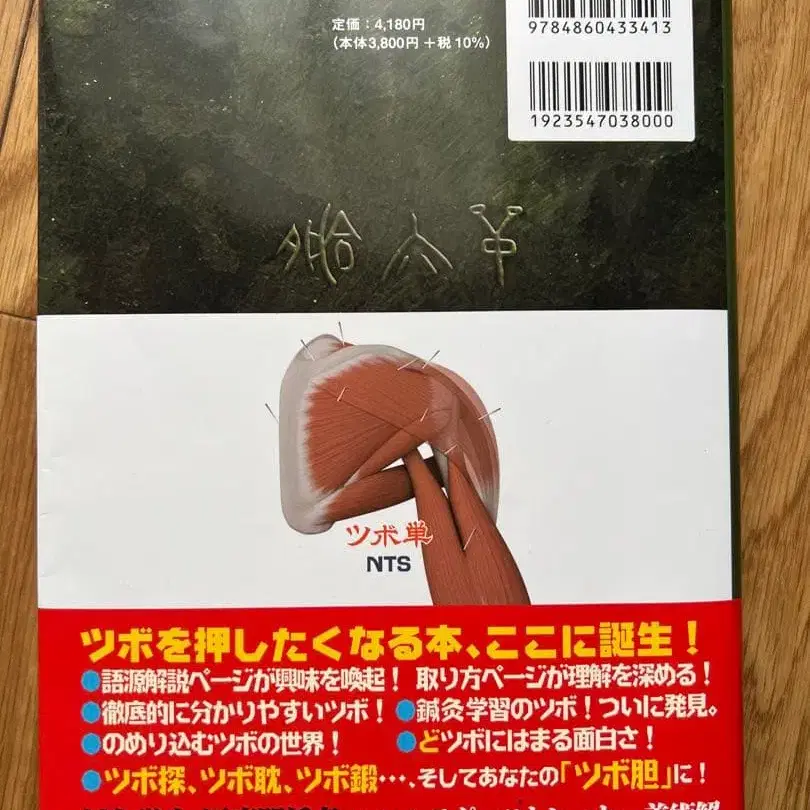 定価:4,180円
(本体3,800円+税10%)
9784860433413
1923547038000
ツボ単
NTS
ツボを押したくなる本、ここに誕生!
●語源解説ページが興味を喚起! 取り方ページが理解を深める!
●徹底的に分かりやすいツボ! ●鍼灸学習のツボ!ついに発見。
●のめり込むツボの世界! ●どツボにはまる面白さ!
●ツボ探、ツボ耽、ツボ鍛…、そしてあなたの「ツボ胆」に!